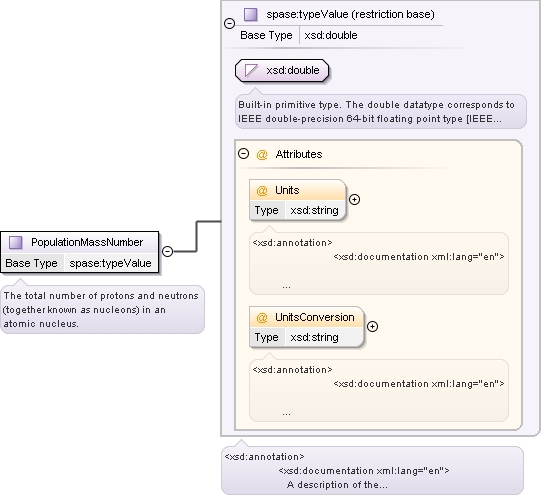 spase:typeValue (restriction base)
Base Type xsd:double
xsd:double
Built-in primitive type. The double datatype corresponds to
IEEE double-precision 64-bit floating point type [IEEE...
@ Attributes
@ Units
Type xsd:string
<xsd:annotation>
<xsd:documentation xml:lang="en">
...
@ UnitsConversion
Type xsd:string
<xsd:annotation>
<xsd:documentation xml:lang="en">
...
PopulationMassNumber
Base Type spase:typeValue
The total number of protons and neutrons
(together known as nucleons) in an
atomic nucleus.
<xsd:annotation>
<xsd:documentation xml:lang="en">
A description of the...